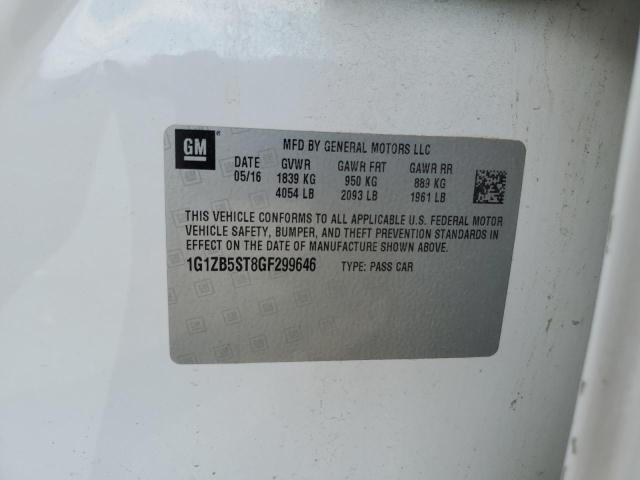 GM MFD BY GENERAL MOTORS LLC
DATE GVWR GAWR FRT GAWR RR
05/16 1839 KG 950 KG 889 KG
4054 LB 2093 LB 1961 LB
THIS VEHICLE CONFORMS TO ALL APPLICABLE U.S. FEDERAL MOTOR
VEHICLE SAFETY, BUMPER, AND THEFT PREVENTION STANDARDS IN
EFFECT ON THE DATE OF MANUFACTURE SHOWN ABOVE.
1G1ZB5ST8GF299646 TYPE: PASS CAR